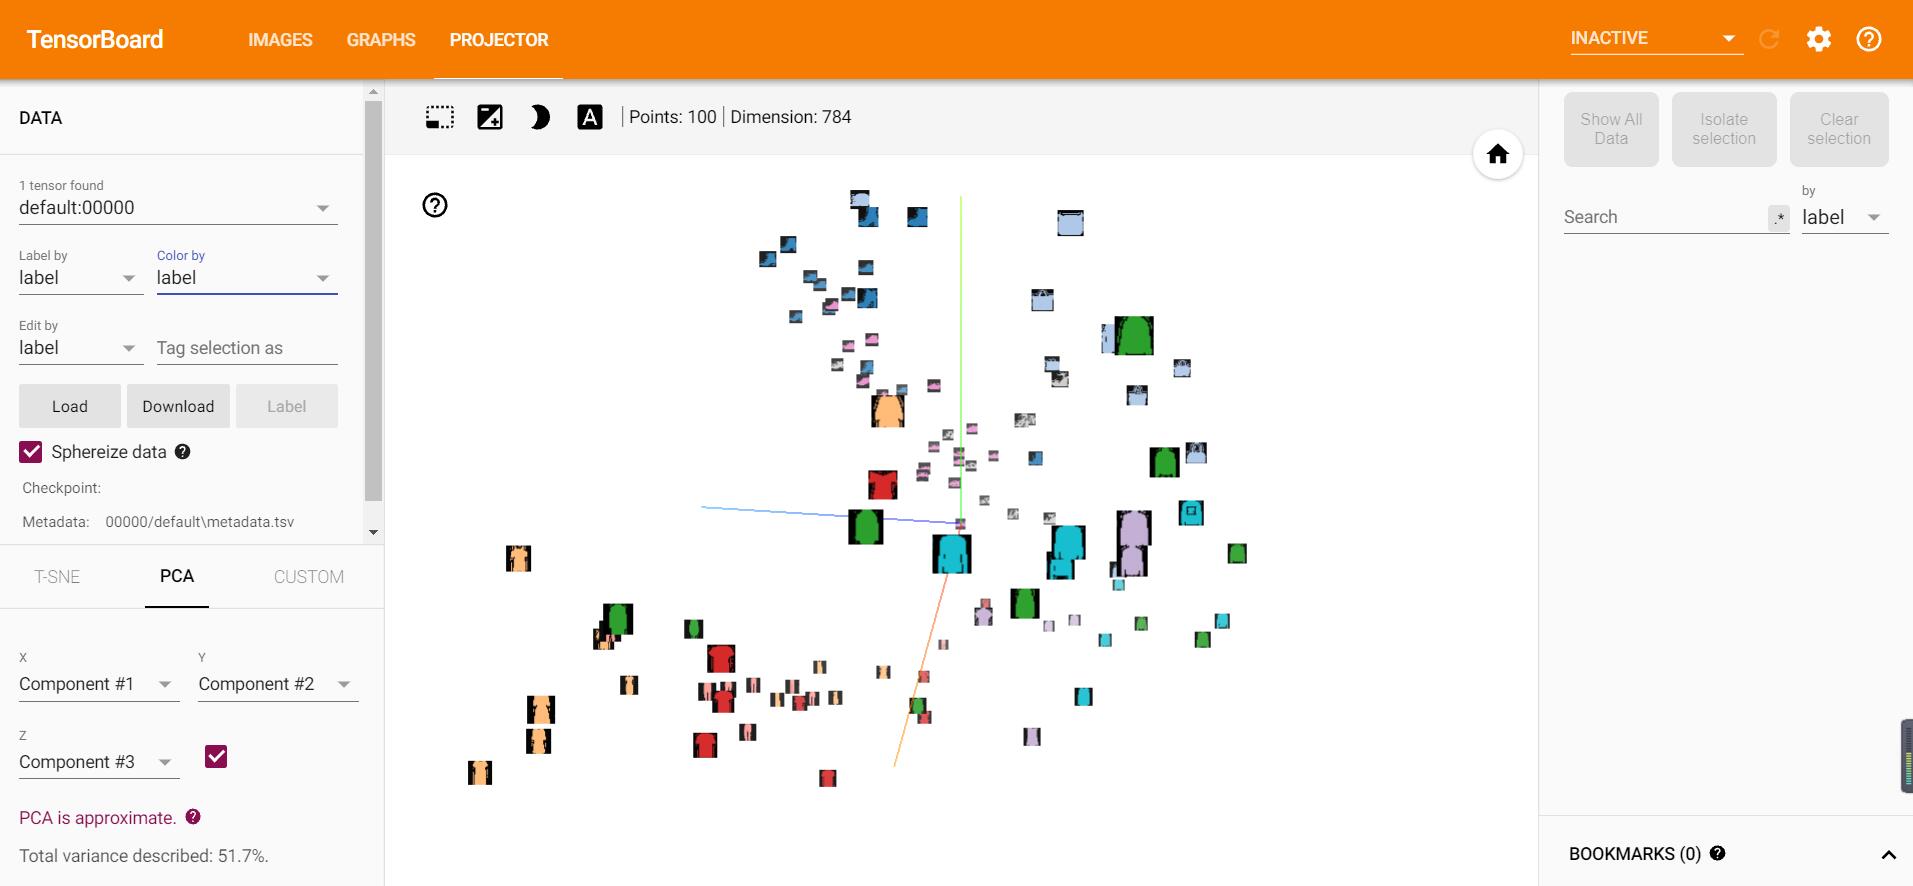 TensorBoard
IMAGES
GRAPHS
PROJECTOR
INACTIVE
DATA
A
Points: 100
Dimension: 784
1 tensor found
default:00000
Label by
label
Color by
label
Edit by
label
Tag selection as
Load
Download
Label
Sphereize data
Checkpoint:
Metadata: 00000/default\metadata.tsv
T-SNE
PCA
CUSTOM
X
Component #1
Y
Component #2
Z
Component #3
PCA is approximate.
Total variance described: 51.7%.
Show All
Data
Isolate
selection
Clear
selection
Search
.*
by
label
BOOKMARKS (0)